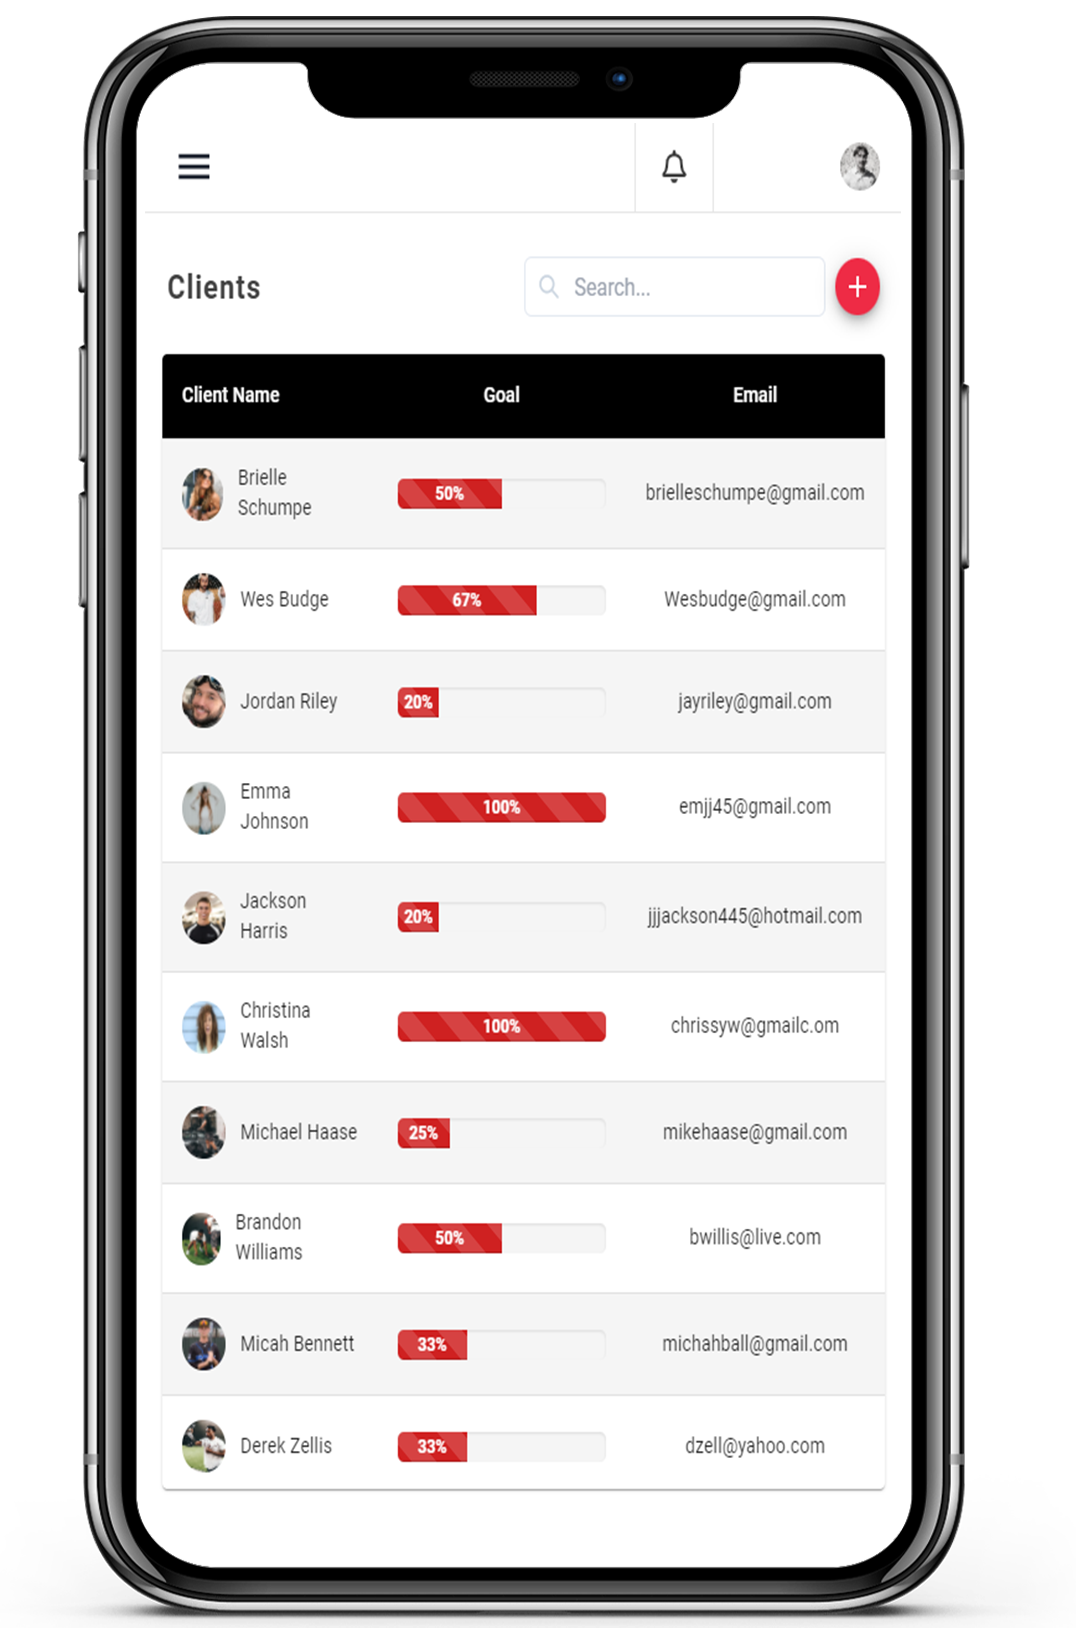 Clients
Search...
Client Name Goal Email
Brielle
Schumpe
50%
brielleschumpe@gmail.com
Wes Budge 67% Wesbudge@gmail.com
Jordan Riley 20% jayriley@gmail.com
Emma
Johnson
100%
emjj45@gmail.com
Jackson
Harris
20%
jjjackson445@hotmail.com
Christina
Walsh
100%
chrissyw@gmailc.om
Michael Haase 25% mikehaase@gmail.com
Brandon
Williams
50%
bwillis@live.com
Micah Bennett 33% michahball@gmail.com
Derek Zellis 33% dzell@yahoo.com